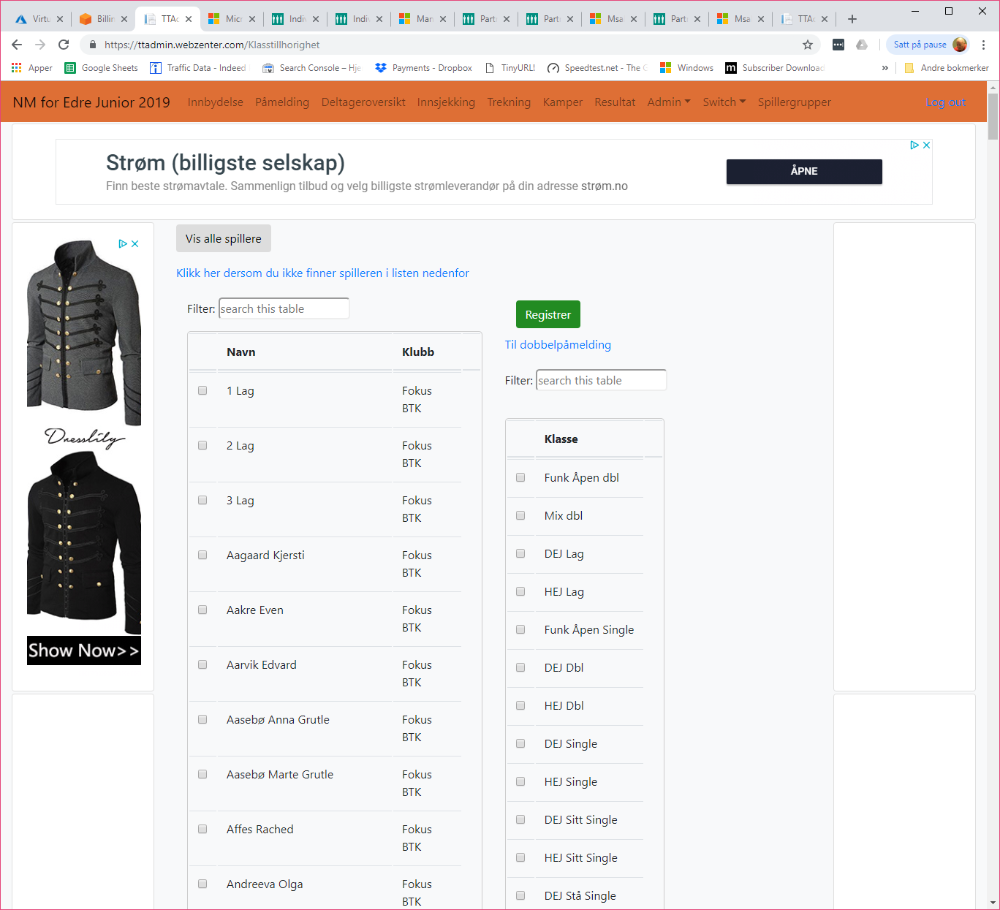 Virtu
Billin
TTAc
Micr
Indiv
Indiv
Man
Part
Part
Msa
Part
Msa
TTAc
https://ttadmin.webzenter.com/Klasstillhorighet
Satt på pause
Apper
Google Sheets
Traffic Data - Indeed
Search Console – Hje
Payments - Dropbox
TinyURL!
Speedtest.net - The G
Windows
m
Subscriber Download
»
Andre bokmerker
NM for Edre Junior 2019
Innbydelse
Påmelding
Deltageroversikt
Innsjekking
Trekning
Kamper
Resultat
Admin
Switch
Spillergrupper
Log out
Strøm (billigste selskap)
Finn beste strømavtale. Sammenlign tilbud og velg billigste strømleverandør på din adresse strøm.no
ÅPNE
Dresslily
Show Now>>
Vis alle spillere
Klikk her dersom du ikke finner spilleren i listen nedenfor
Filter: search this table
Navn Klubb
1 Lag Fokus
BTK
2 Lag Fokus
BTK
3 Lag Fokus
BTK
Aagaard Kjersti Fokus
BTK
Aakre Even Fokus
BTK
Aarvik Edvard Fokus
BTK
Aasebø Anna Grutle Fokus
BTK
Aasebø Marte Grutle Fokus
BTK
Affes Rached Fokus
BTK
Andreeva Olga Fokus
BTK
Registrer
Til dobbelpåmelding
Filter: search this table
Klasse
Funk Åpen dbl
Mix dbl
DEJ Lag
HEJ Lag
Funk Åpen Single
DEJ Dbl
HEJ Dbl
DEJ Single
HEJ Single
DEJ Sitt Single
HEJ Sitt Single
DEJ Stå Single